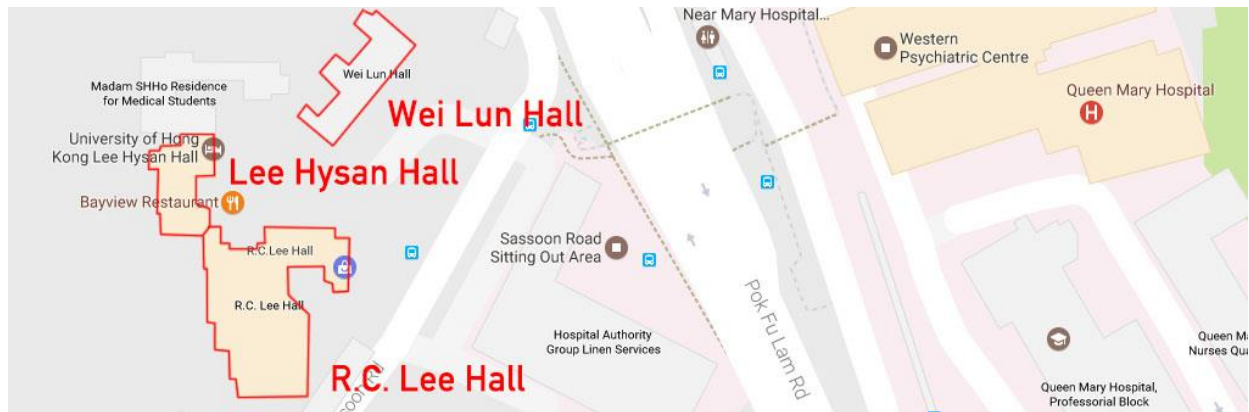 Near Mary Hospital...
Western
Psychiatric Centre
Queen Mary Hospital
Wei Lun Hall
Wei Lun Hall
Madam SHHo Residence
for Medical Students
University of Hong
Kong Lee Hysan Hall
Lee Hysan Hall
Bayview Restaurant
R.C.Lee Hall
R.C. Lee Hall
Sassoon Road
Sitting Out Area
Pok Fu Lam Rd
Hospital Authority
Group Linen Services
R.C. Lee Hall
Queen Mary Hospital,
Professorial Block
Queen Ma
Nurses Qua
soon Rd
H